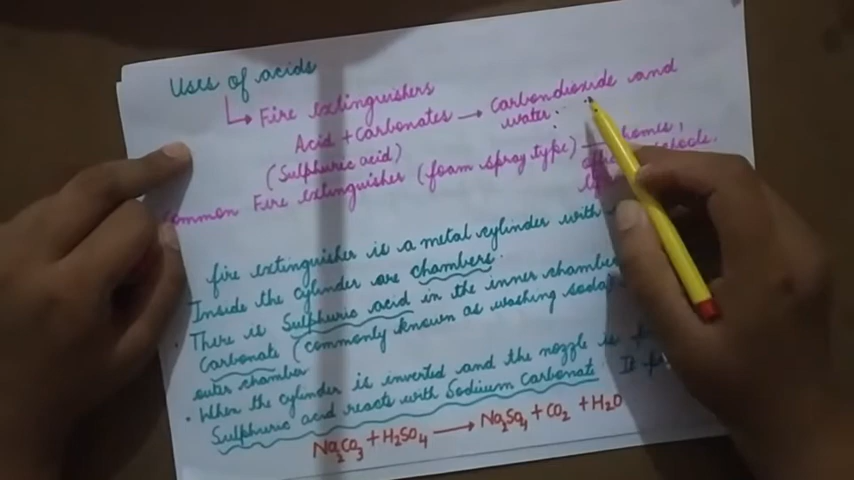 Uses of acids
Fire extinguishers
Acid + Carbonates → Carbondioxide and
(Sulphuric acid) water.
Common Fire extinguisher (foam spray type) — homes,
fire extinguisher is a metal cylinder with
Inside the cylinder are chambers.
There is Sulphuric acid in the inner chamber
Carbonate (commonly known as washing soda)
outer chamber
• When the cylinder is inverted and the nozzle is
Sulphuric acid reacts with Sodium Carbonate. It
Na2CO3 + H2SO4 → Na2SO4 + CO2 + H2O